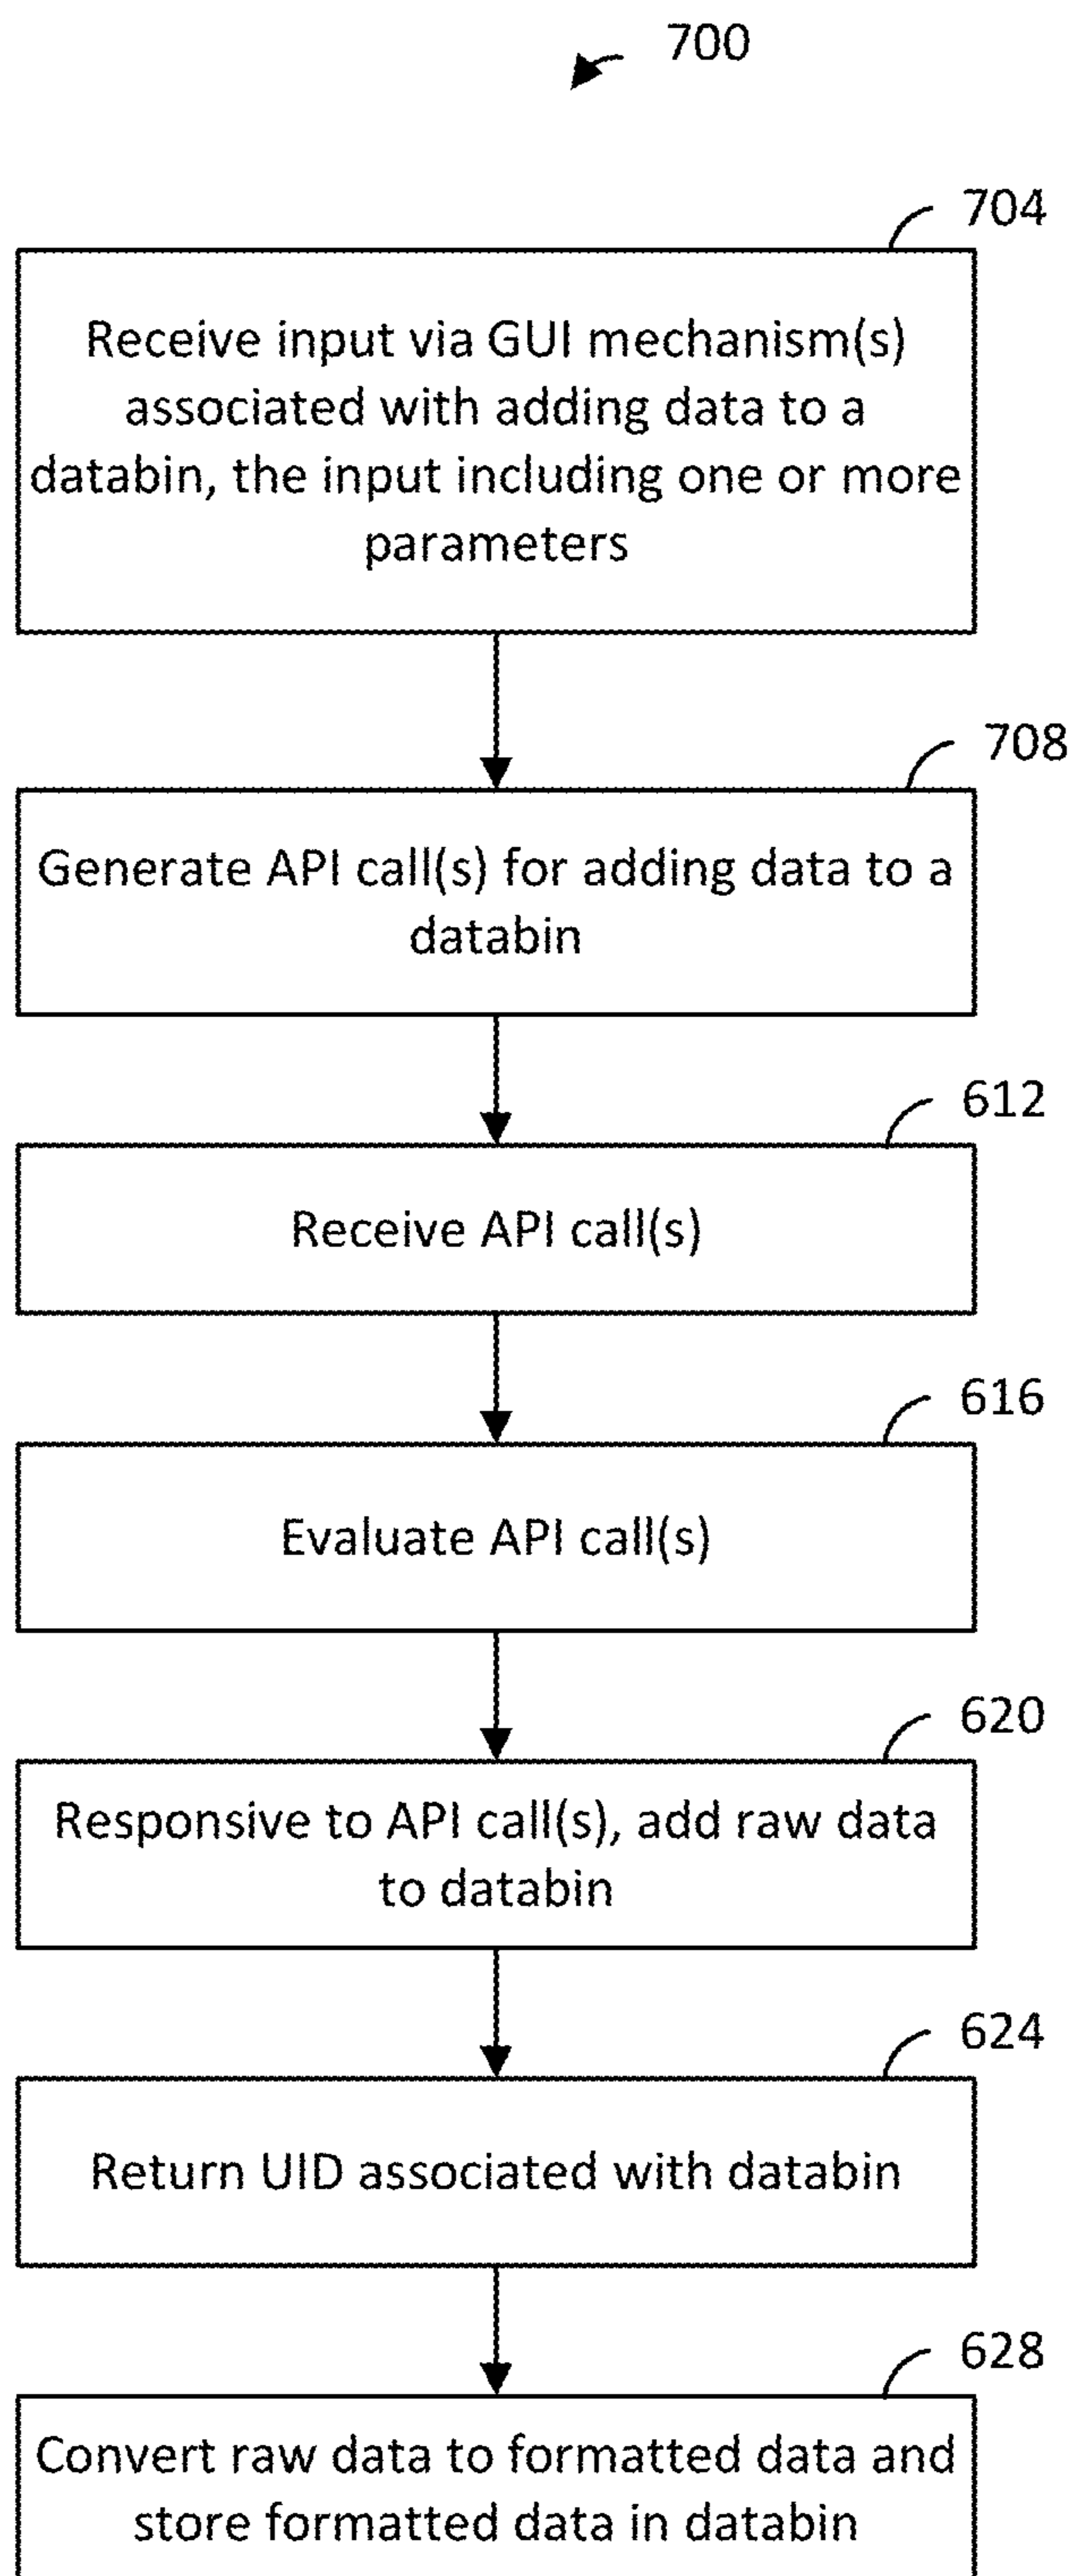 700
704
Receive input via GUI mechanism(s)
associated with adding data to a
databin, the input including one or more
parameters
708
Generate API call(s) for adding data to a
databin
612
Receive API call(s)
616
Evaluate API call(s)
620
Responsive to API call(s), add raw data
to databin
624
Return UID associated with databin
628
Convert raw data to formatted data and
store formatted data in databin